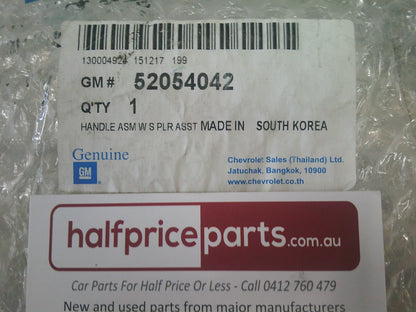 130004924 151217 199
GM # 52054042
Q'TY 1
HANDLE ASM W S PLR ASST MADE IN SOUTH KOREA
Genuine
GM
Chevrolet Sales (Thailand) Ltd.
Jatuchak, Bangkok, 10900
www.chevrolet.co.th
halfpriceparts.com.au
Car Parts For Half Price Or Less - Call 0412 760 479
New and used parts from major manufacturers